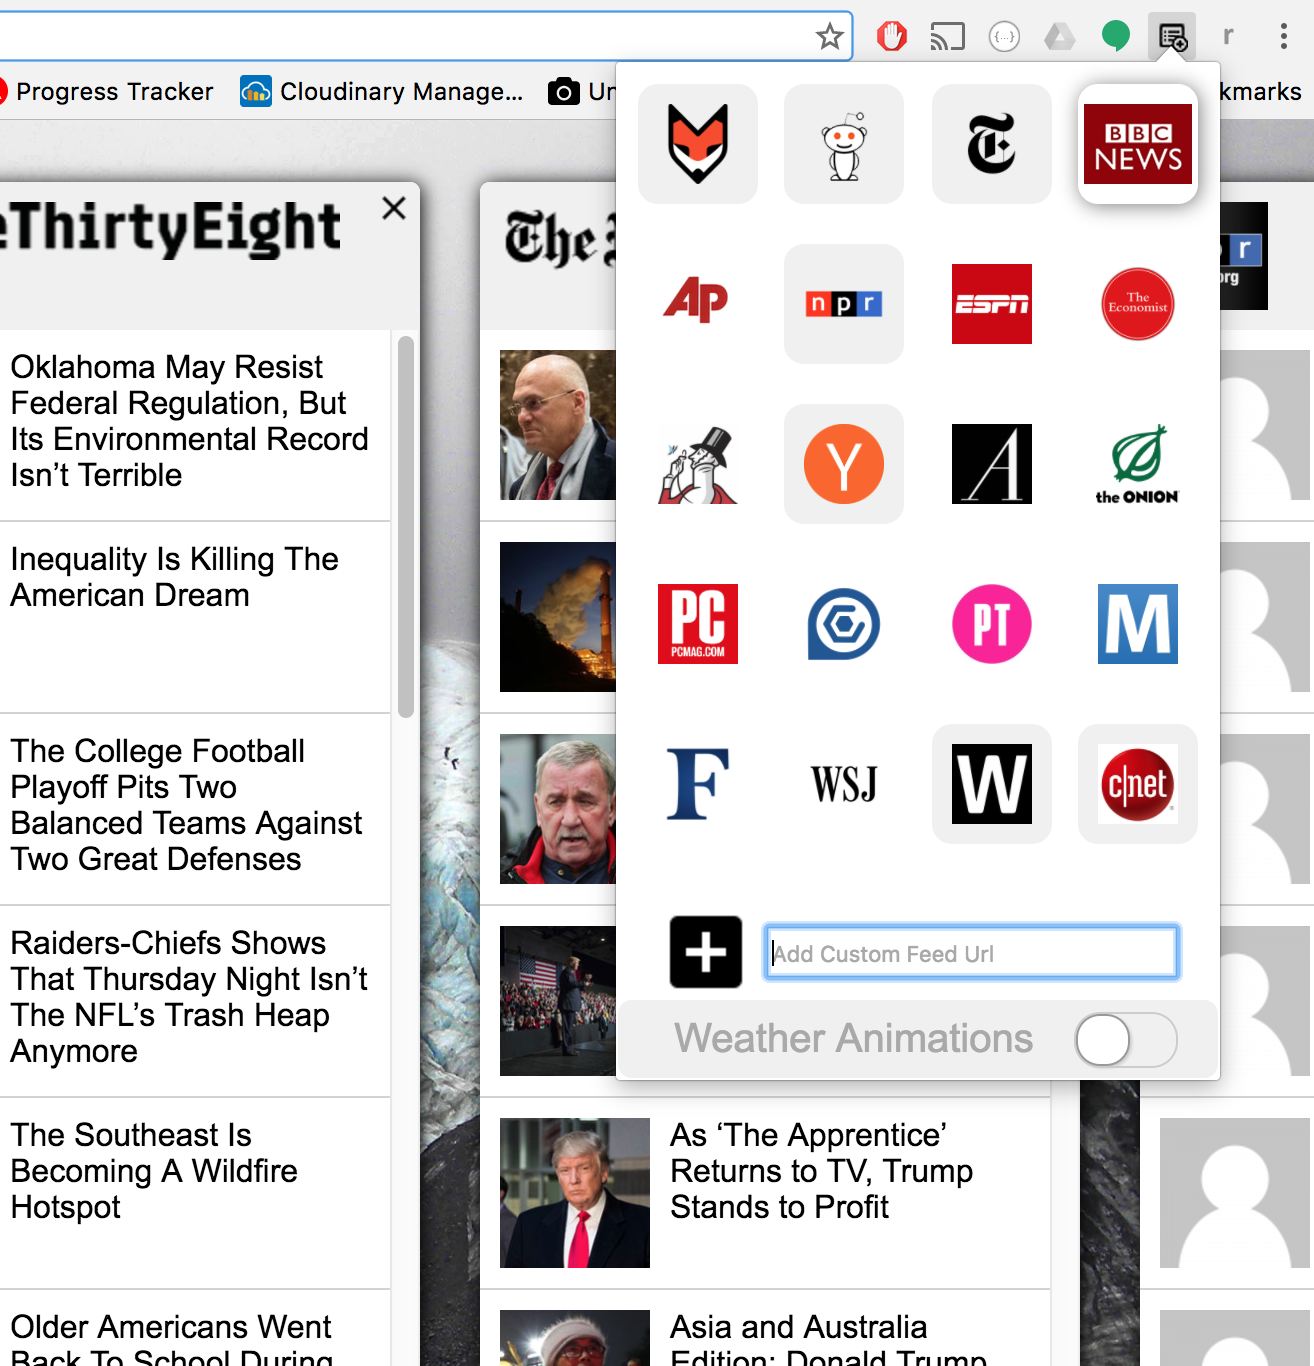 {...}
r
Progress Tracker
Cloudinary Manage...
Un
kmarks
eThirtyEight
Oklahoma May Resist
Federal Regulation, But
Its Environmental Record
Isn’t Terrible
Inequality Is Killing The
American Dream
The College Football
Playoff Pits Two
Balanced Teams Against
Two Great Defenses
Raiders-Chiefs Shows
That Thursday Night Isn’t
The NFL’s Trash Heap
Anymore
The Southeast Is
Becoming A Wildfire
Hotspot
Older Americans Went
Back To School During
The
As ‘The Apprentice’
Returns to TV, Trump
Stands to Profit
Asia and Australia
Edition: Donald Trump
T
BBC
NEWS
AP
npr
ESPN
The
Economist
Y
A
the ONION
PC
PCMAG.COM
PT
M
F
WSJ
W
c|net
Add Custom Feed Url
Weather Animations
r
org